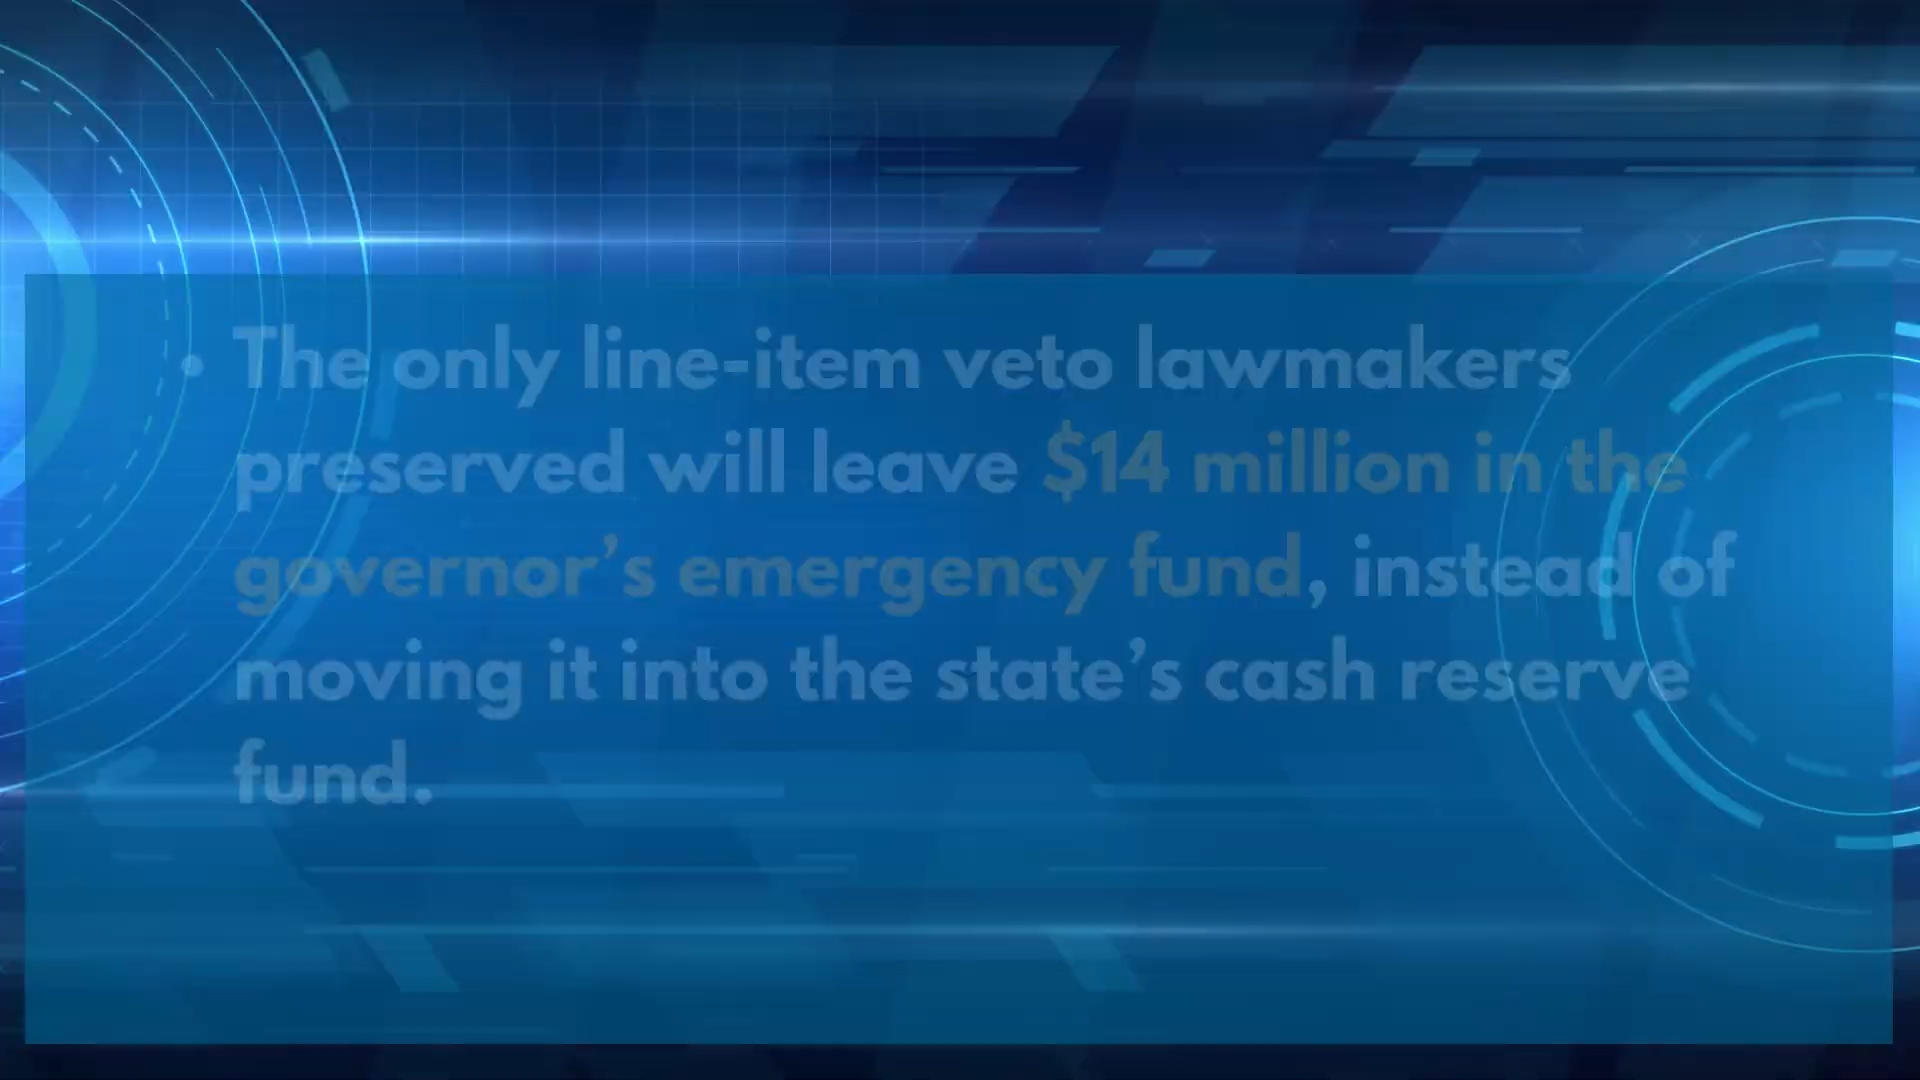 • The only line-item veto lawmakers
preserved will leave $14 million in the
governor’s emergency fund, instead of
moving it into the state’s cash reserve
fund.